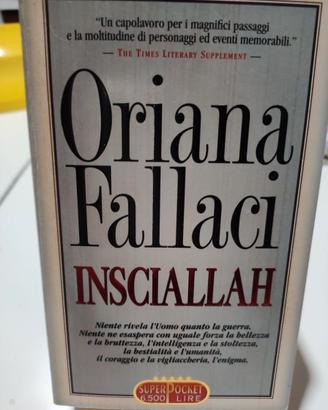 “Un capolavoro per i magnifici passaggi
e la moltitudine di personaggi ed eventi memorabili.”
— The Times Literary Supplement —
Oriana
Fallaci
INSCIALLAH
Niente rivela l'Uomo quanto la guerra.
Niente ne esaspera con uguale forza la bellezza
e la bruttezza, l'intelligenza e la stoltezza,
la bestialità e l'umanità,
il coraggio e la vigliaccheria, l'enigma.
SUPERPOCKET
6.500 LIRE